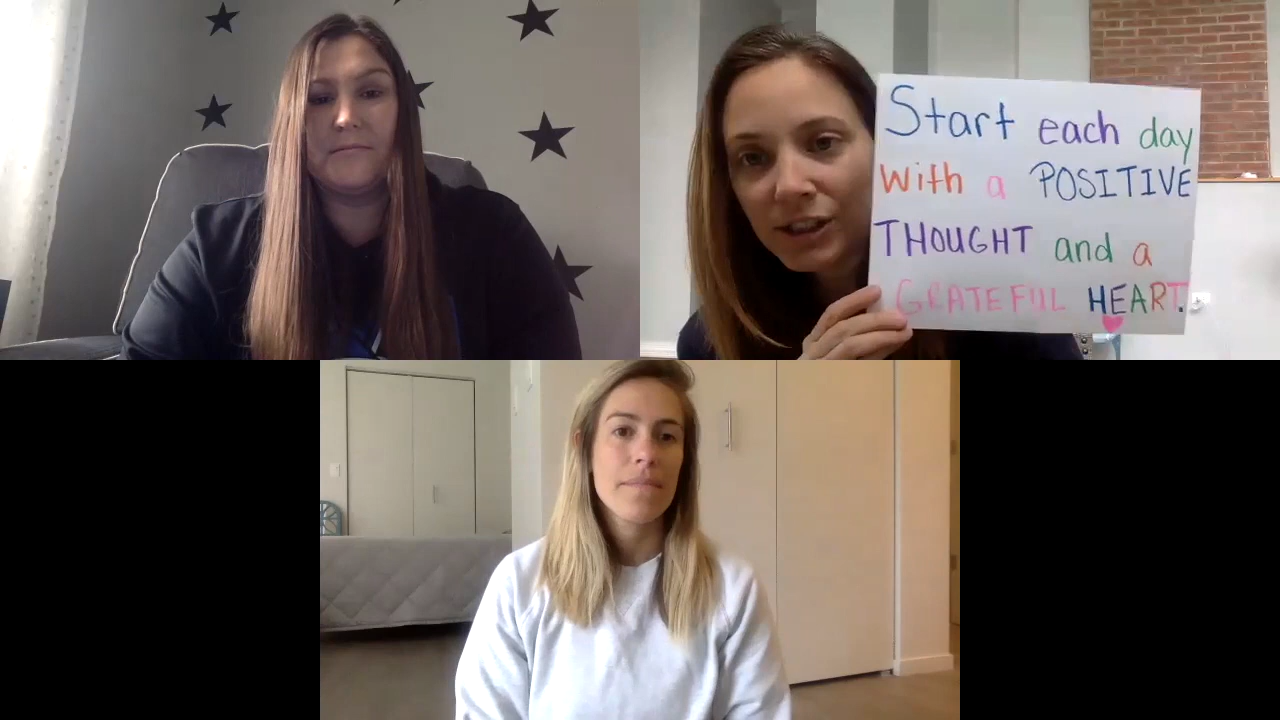 Start each day
with a POSITIVE
THOUGHT and a
GRATEFUL HEART.